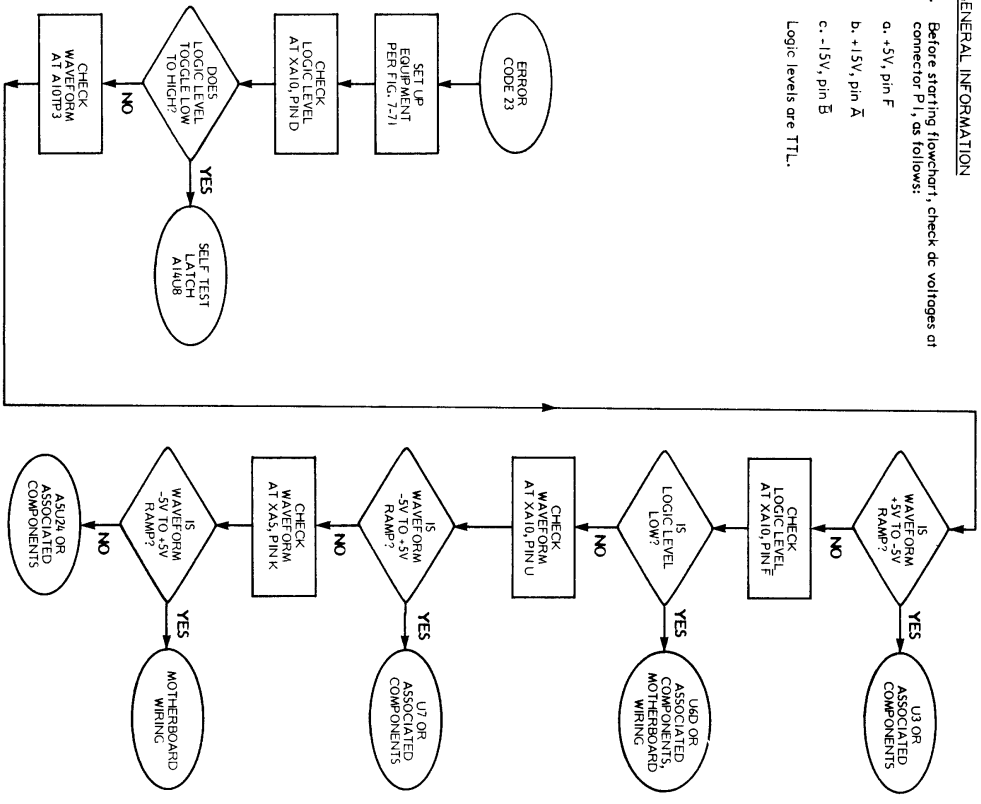 ENERAL INFORMATION
Before starting flowchart, check dc voltages at
connector P1, as follows:
a. +5V, pin F
b. +15V, pin A̅
c. -15V, pin B̅
Logic levels are TTL.
ERROR
CODE 23
SET UP
EQUIPMENT
PER FIG. 7-71
CHECK
LOGIC LEVEL
AT XA10, PIN D
DOES
LOGIC LEVEL
TOGGLE LOW
TO HIGH?
YES
SELF TEST
LATCH
A14U8
NO
CHECK
WAVEFORM
AT A10TP3
IS
WAVEFORM
+5V TO -5V
RAMP?
YES
U3 OR
ASSOCIATED
COMPONENTS
NO
CHECK
LOGIC LEVEL
AT XA10, PIN F̅
IS
LOGIC LEVEL
LOW?
YES
U6D OR
ASSOCIATED
COMPONENTS,
MOTHERBOARD
WIRING
NO
CHECK
WAVEFORM
AT XA10, PIN U
IS
WAVEFORM
-5V TO +5V
RAMP?
YES
U7 OR
ASSOCIATED
COMPONENTS
NO
CHECK
WAVEFORM
AT XA5, PIN K
IS
WAVEFORM
-5V TO +5V
RAMP?
YES
MOTHERBOARD
WIRING
NO
A5U24 OR
ASSOCIATED
COMPONENTS